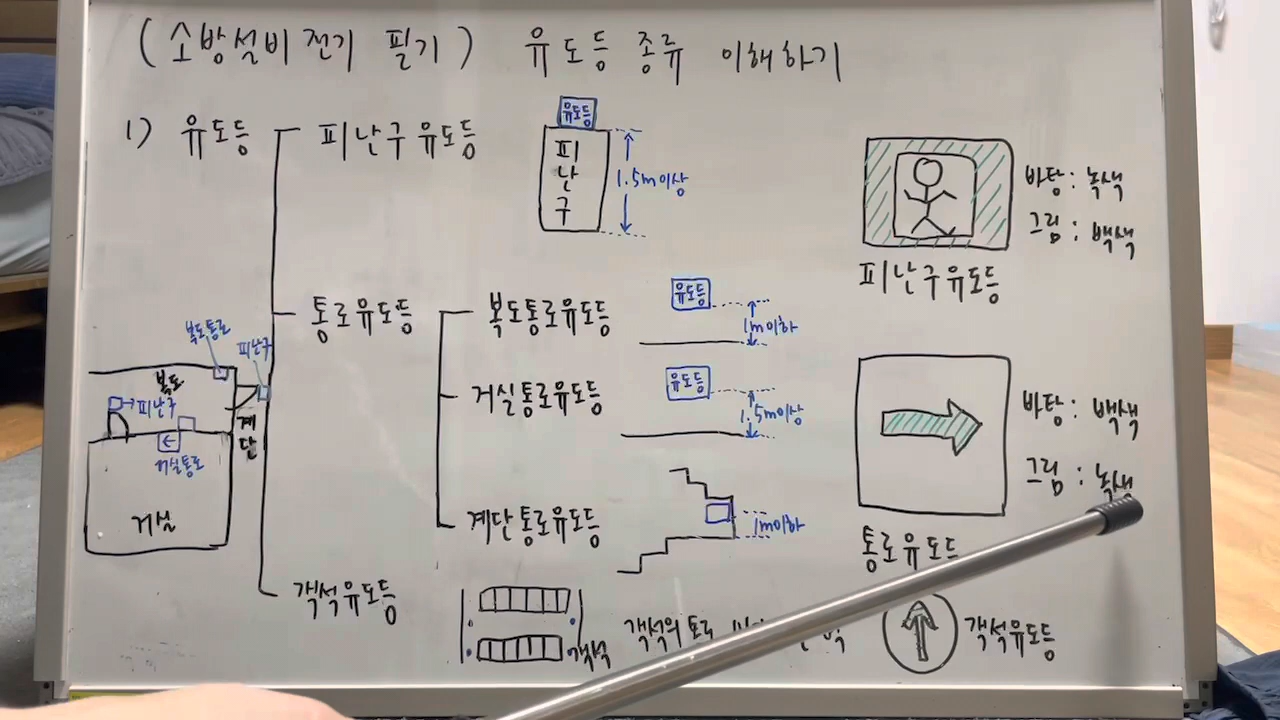 (소방설비전기 필기) 유도등 종류 이해하기
1) 유도등
피난구유도등
유도등
피난구
1.5m이상
바탕 : 녹색
그림 : 백색
피난구유도등
통로유도등
복도통로유도등
유도등
1m이하
거실통로유도등
유도등
1.5m이상
계단통로유도등
1m이하
바탕 : 백색
그림 : 녹색
통로유도등
복도통로
피난구
복도
피난구
계단
거실통로
거실
객석유도등
객석
객석의 통로
객석유도등